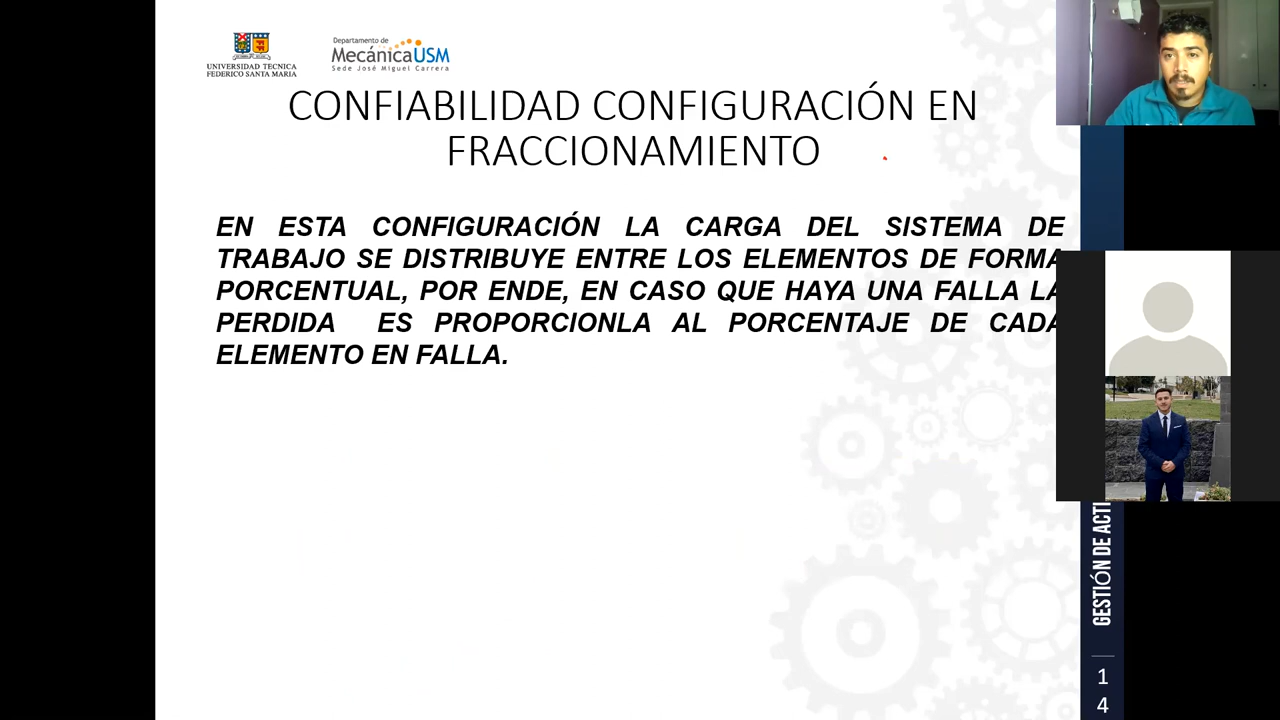 UNIVERSIDAD TECNICA
FEDERICO SANTA MARIA
Departamento de
MecánicaUSM
Sede José Miguel Carrera
CONFIABILIDAD CONFIGURACIÓN EN
FRACCIONAMIENTO
EN ESTA CONFIGURACIÓN LA CARGA DEL SISTEMA DE
TRABAJO SE DISTRIBUYE ENTRE LOS ELEMENTOS DE FORMA
PORCENTUAL, POR ENDE, EN CASO QUE HAYA UNA FALLA LA
PERDIDA ES PROPORCIONLA AL PORCENTAJE DE CADA
ELEMENTO EN FALLA.
GESTIÓN DE ACTI
1
4